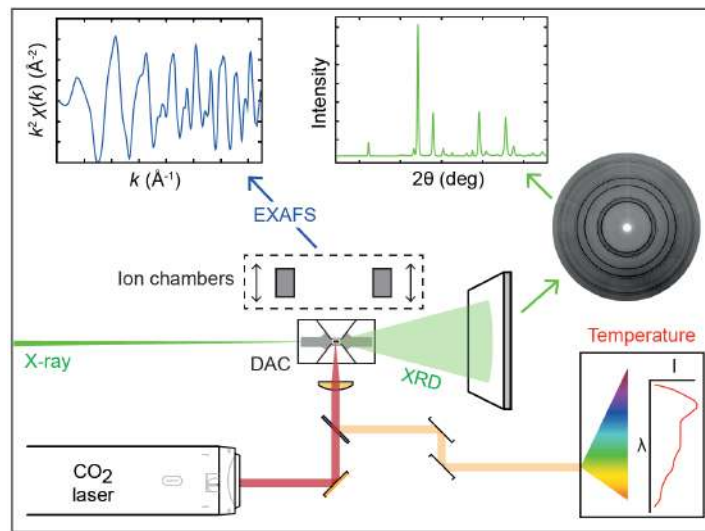 k² χ(k) (Å⁻²)
k (Å⁻¹)
Intensity
2θ (deg)
EXAFS
Ion chambers
X-ray
DAC
XRD
Temperature
I
λ
CO₂
laser